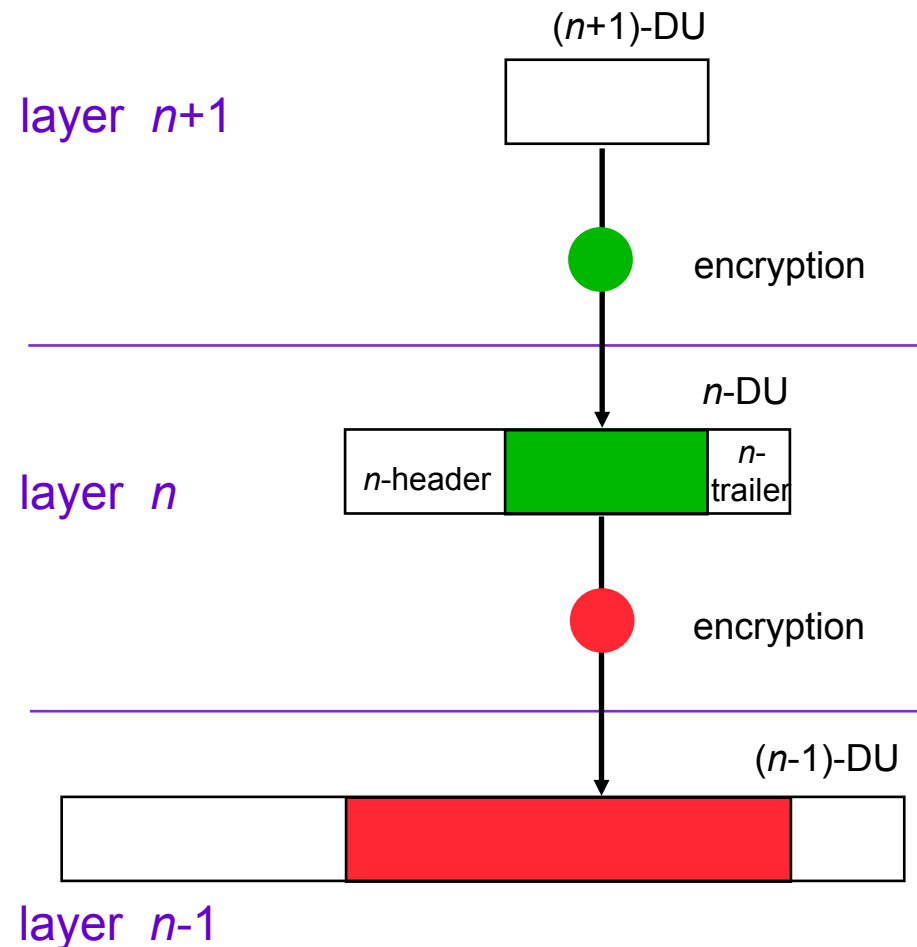 (n+1)-DU
layer n+1
encryption
n-DU
n-header
n-
trailer
layer n
encryption
(n-1)-DU
layer n-1